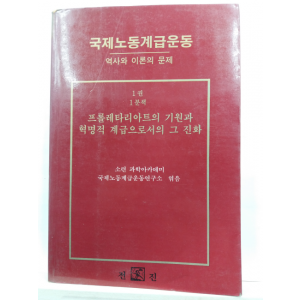 국제노동계급운동
역사와 이론의 문제
1 권
1 분책
프롤레타리아트의 기원과
혁명적 계급으로서의 그 진화
소련 과학아카데미
국제노동계급운동연구소 엮음